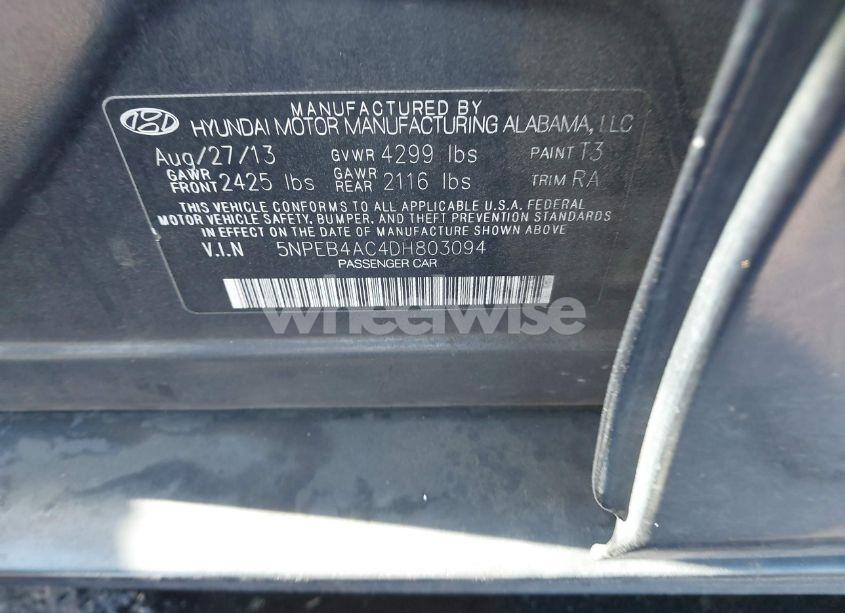 MANUFACTURED BY
HYUNDAI MOTOR MANUFACTURING ALABAMA, LLC
Aug/27/13 GVWR 4299 lbs PAINT T3
GAWR FRONT 2425 lbs GAWR REAR 2116 lbs TRIM RA
THIS VEHICLE CONFORMS TO ALL APPLICABLE U.S.A. FEDERAL
MOTOR VEHICLE SAFETY, BUMPER, AND THEFT PREVENTION STANDARDS
IN EFFECT ON THE DATE OF MANUFACTURE SHOWN ABOVE
V.I.N 5NPEB4AC4DH803094
PASSENGER CAR
wheelwise